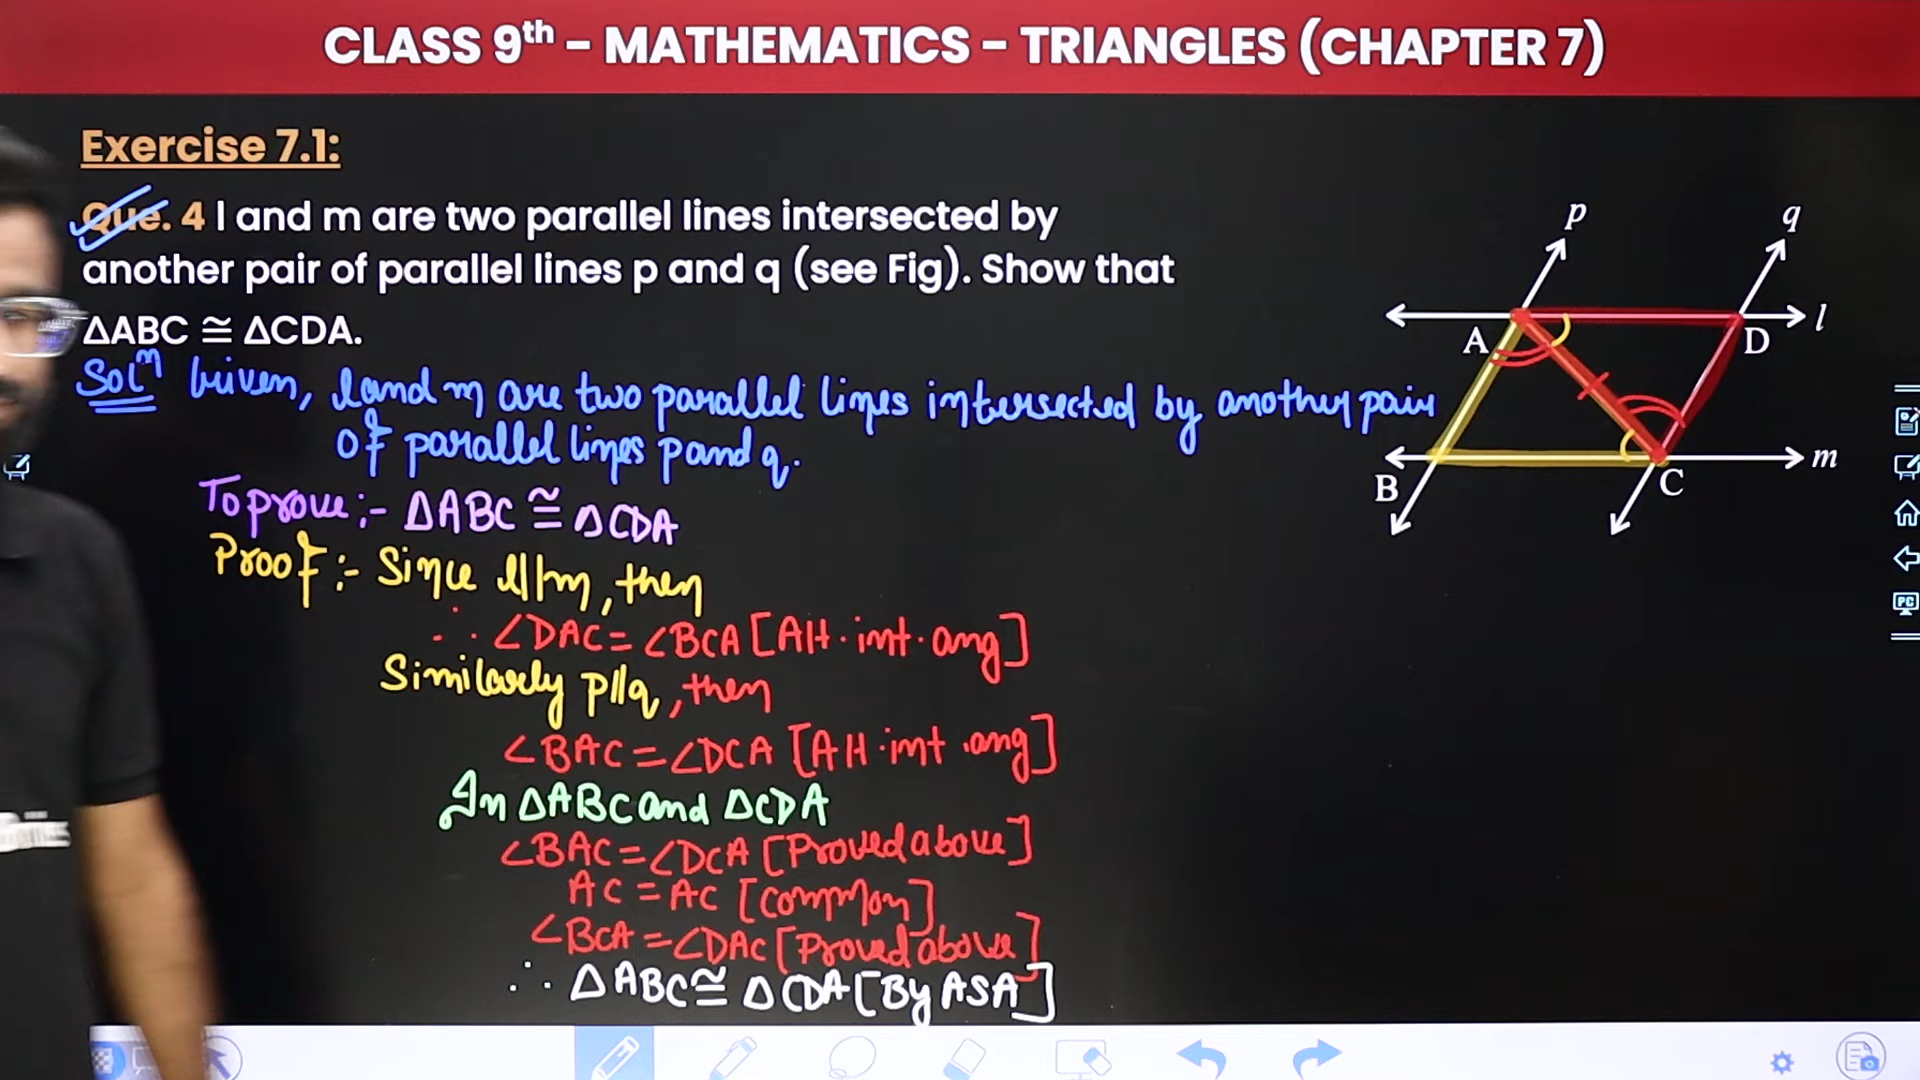 CLASS 9th - MATHEMATICS - TRIANGLES (CHAPTER 7)
Exercise 7.1:
Que. 4 l and m are two parallel lines intersected by
another pair of parallel lines p and q (see Fig). Show that
ΔABC ≅ ΔCDA.
p q
A D l
B C m
Solⁿ Given, l and m are two parallel lines intersected by another pair
of parallel lines p and q.
To prove:- ΔABC ≅ ΔCDA
Proof:- Since l||m, then
∴ ∠DAC = ∠BCA [Alt. int. ang]
Similarly p||q, then
∠BAC = ∠DCA [Alt. int. ang]
In ΔABC and ΔCDA
∠BAC = ∠DCA [Proved above]
AC = AC [Common]
∠BCA = ∠DAC [Proved above]
∴ ΔABC ≅ ΔCDA [By ASA]
PC